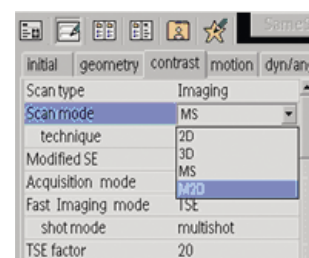 Same
initial geometry contrast motion dyn/an
Scan type Imaging
Scan mode MS
technique 2D
3D
Modified SE MS
M2D
Acquisition mode
Fast Imaging mode TSE
shot mode multishot
TSE factor 20